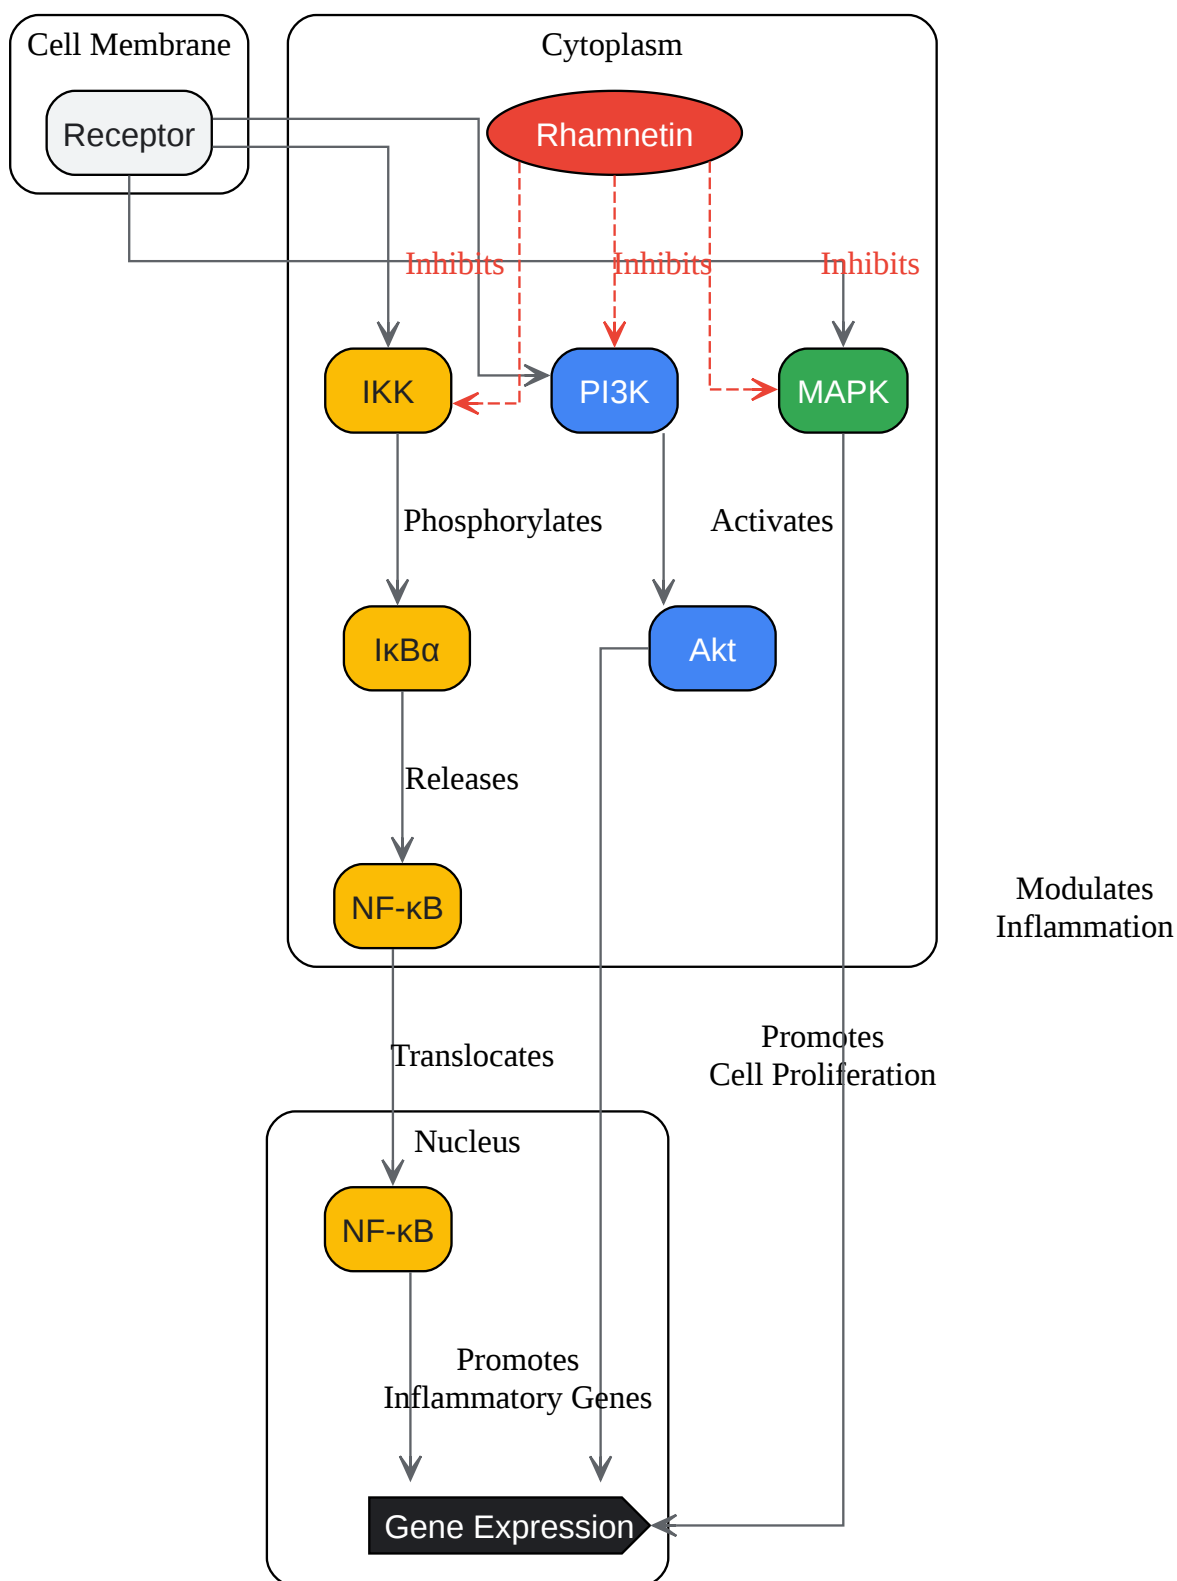 Cell Membrane
Cytoplasm
Receptor
Rhamnetin
Inhibits
Inhibits
Inhibits
IKK
PI3K
MAPK
Phosphorylates
Activates
IκBα
Akt
Releases
NF-κB
Modulates
Inflammation
Translocates
Promotes
Cell Proliferation
Nucleus
NF-κB
Promotes
Inflammatory Genes
Gene Expression